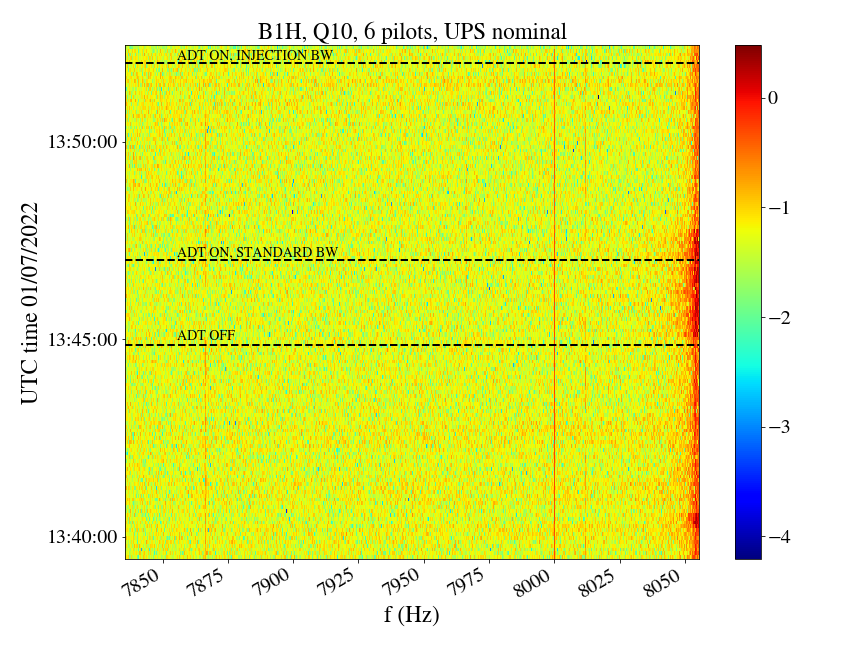 B1H, Q10, 6 pilots, UPS nominal
ADT ON, INJECTION BW
ADT ON, STANDARD BW
ADT OFF
13:50:00
13:45:00
13:40:00
UTC time 01/07/2022
7850
7875
7900
7925
7950
7975
8000
8025
8050
f (Hz)
0
−1
−2
−3
−4